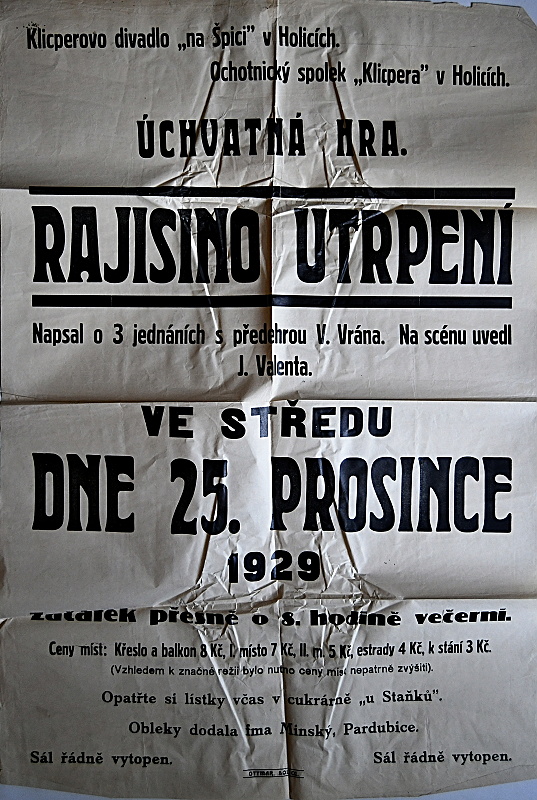 Klicperovo divadlo „na Špici" v Holicích.
Ochotnický spolek „Klicpera" v Holicích.
ÚCHVATNÁ HRA.
RAJISINO UTRPENÍ
Napsal o 3 jednáních s předehrou V. Vrána. Na scénu uvedl
J. Valenta.
VE STŘEDU
DNE 25. PROSINCE
1929
začátek přesně o 8. hodině večerní.
Ceny míst: Křeslo a balkon 8 Kč, I. místo 7 Kč, II. m. 5 Kč, estrady 4 Kč, k stání 3 Kč.
(Vzhledem k značné režii bylo nutno ceny míst nepatrně zvýšiti).
Opatřte si lístky včas v cukrárně „u Staňků".
Obleky dodala fma Minský, Pardubice.
Sál řádně vytopen. Sál řádně vytopen.
OTTMAR